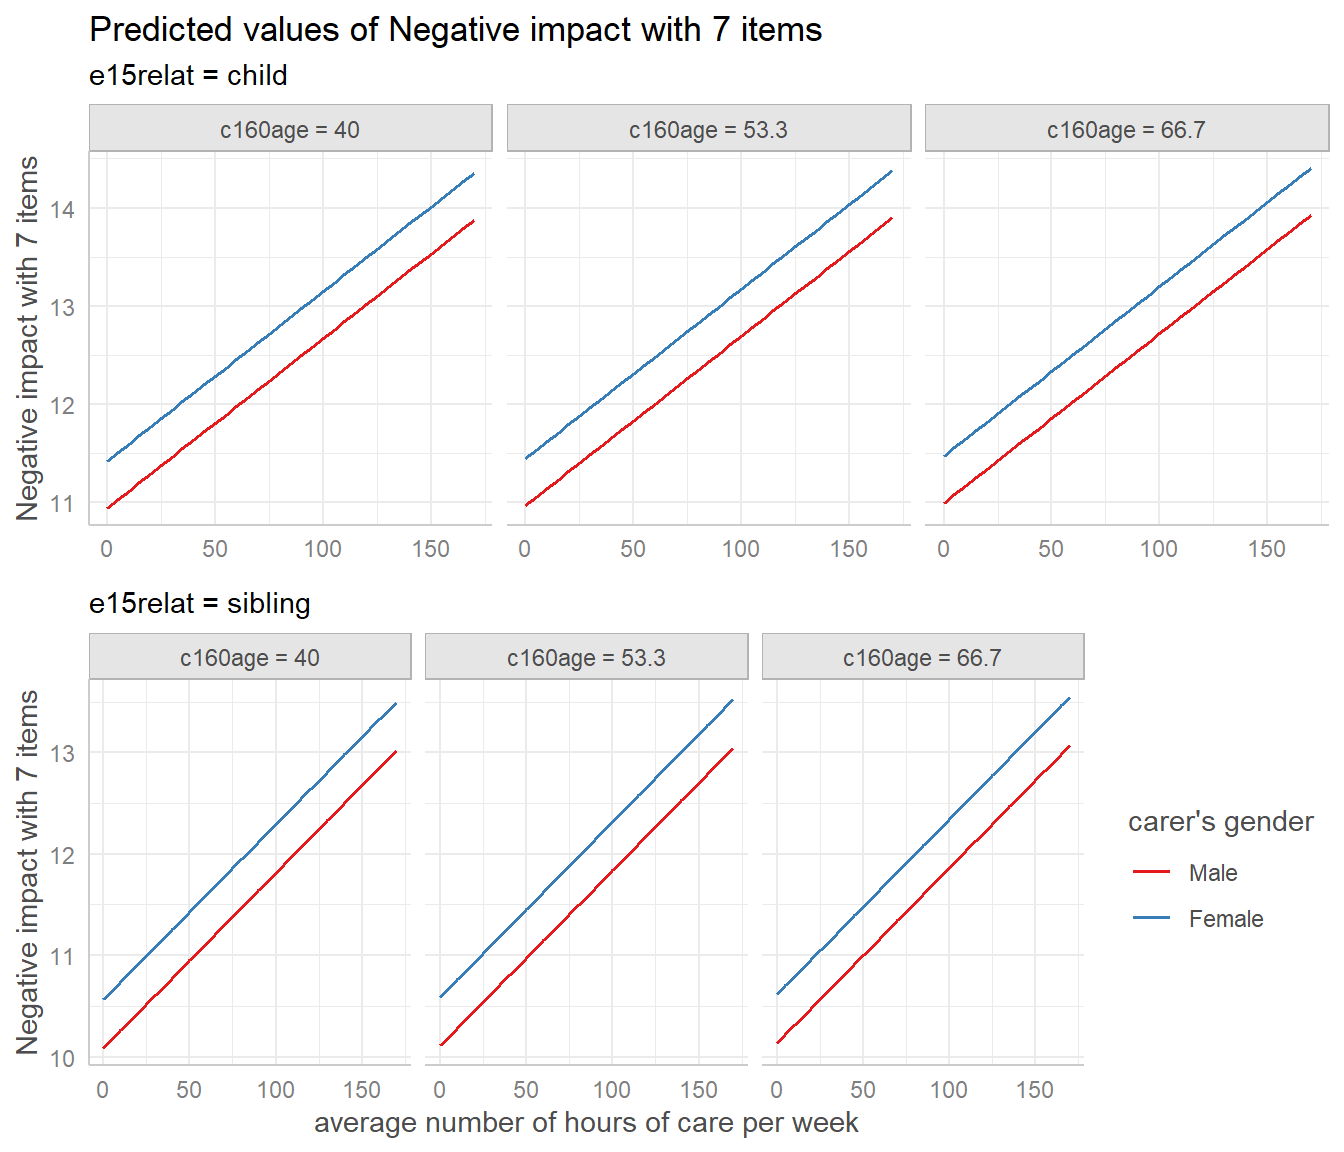 Predicted values of Negative impact with 7 items
e15relat = child
c160age = 40
c160age = 53.3
c160age = 66.7
Negative impact with 7 items
14
13
12
11
0 50 100 150
0 50 100 150
0 50 100 150
e15relat = sibling
c160age = 40
c160age = 53.3
c160age = 66.7
Negative impact with 7 items
13
12
11
10
0 50 100 150
0 50 100 150
0 50 100 150
average number of hours of care per week
carer's gender
Male
Female